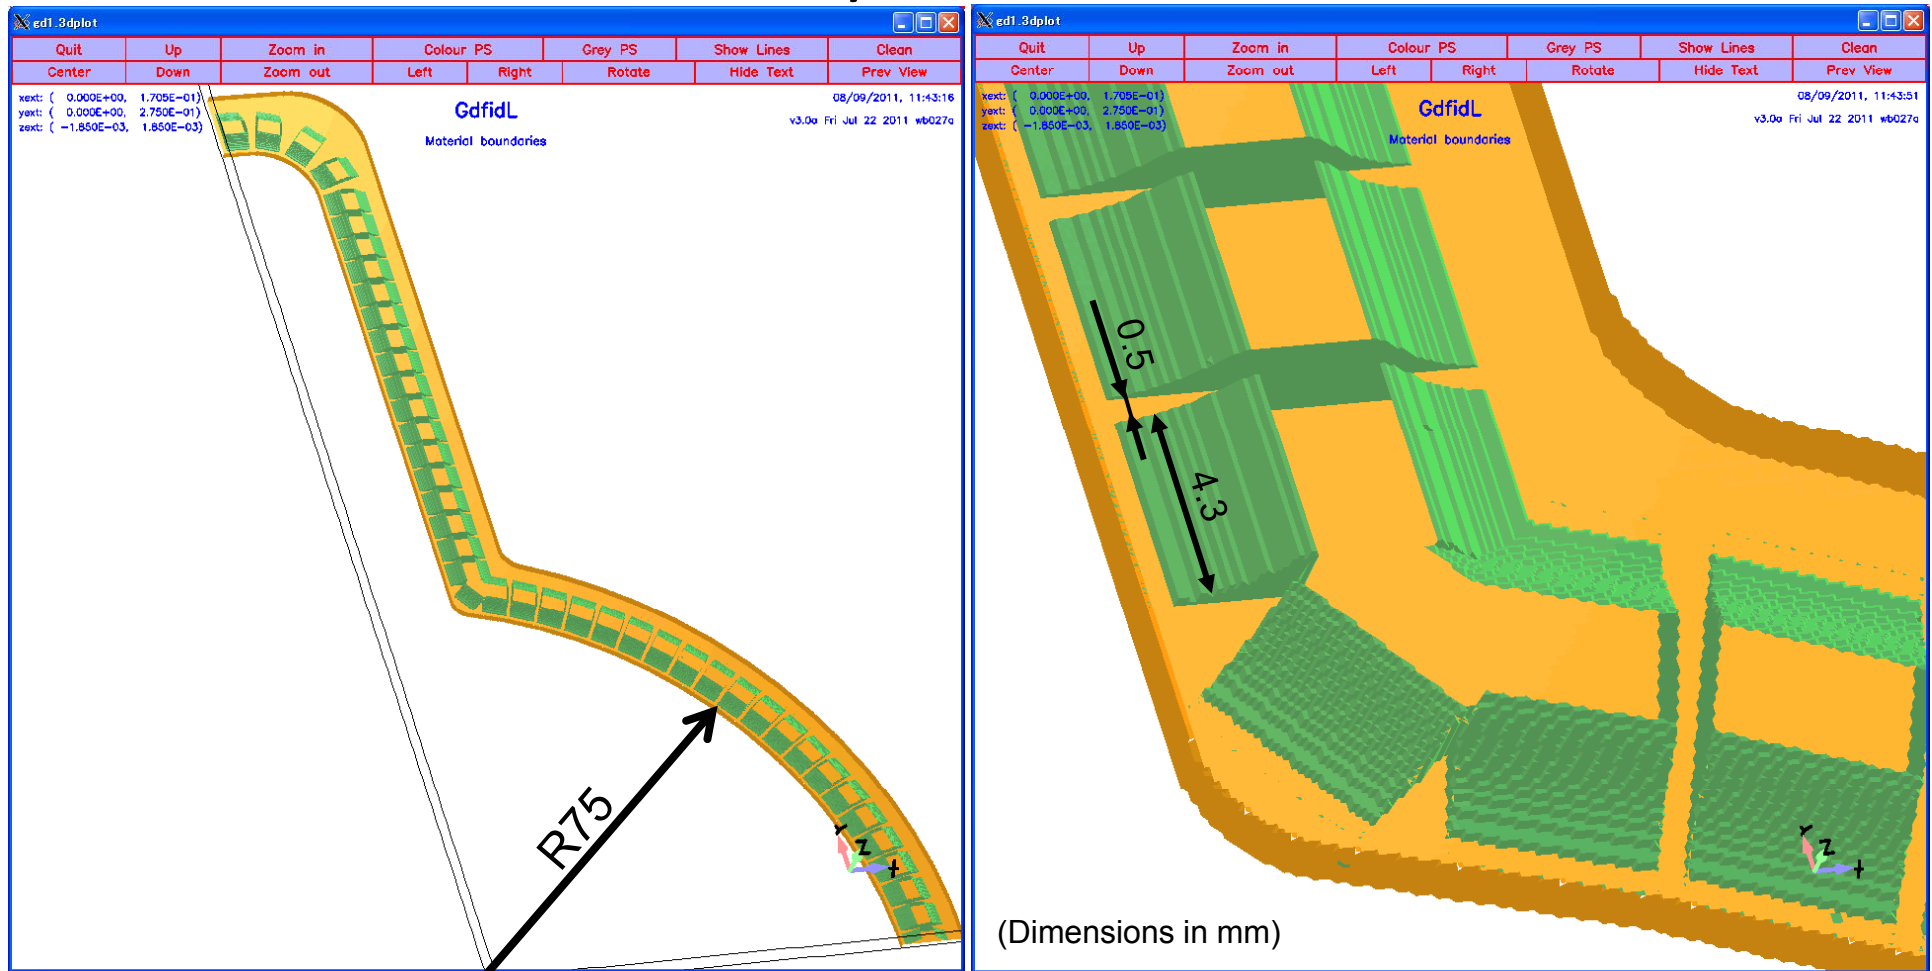 gd1.3dplot
Quit Up Zoom in Colour PS Grey PS Show Lines Clean
Center Down Zoom out Left Right Rotate Hide Text Prev View
xext: ( 0.000E+00, 1.705E-01)
yext: ( 0.000E+00, 2.750E-01)
zext: ( -1.850E-03, 1.850E-03)
GdfidL
Material boundaries
08/09/2011, 11:43:16
v3.0a Fri Jul 22 2011 wb027a
R75
Y
Z
X
gd1.3dplot
Quit Up Zoom in Colour PS Grey PS Show Lines Clean
Center Down Zoom out Left Right Rotate Hide Text Prev View
xext: ( 0.000E+00, 1.705E-01)
yext: ( 0.000E+00, 2.750E-01)
zext: ( -1.850E-03, 1.850E-03)
GdfidL
Material boundaries
08/09/2011, 11:43:51
v3.0a Fri Jul 22 2011 wb027a
0.5
4.3
Y
Z
X
(Dimensions in mm)